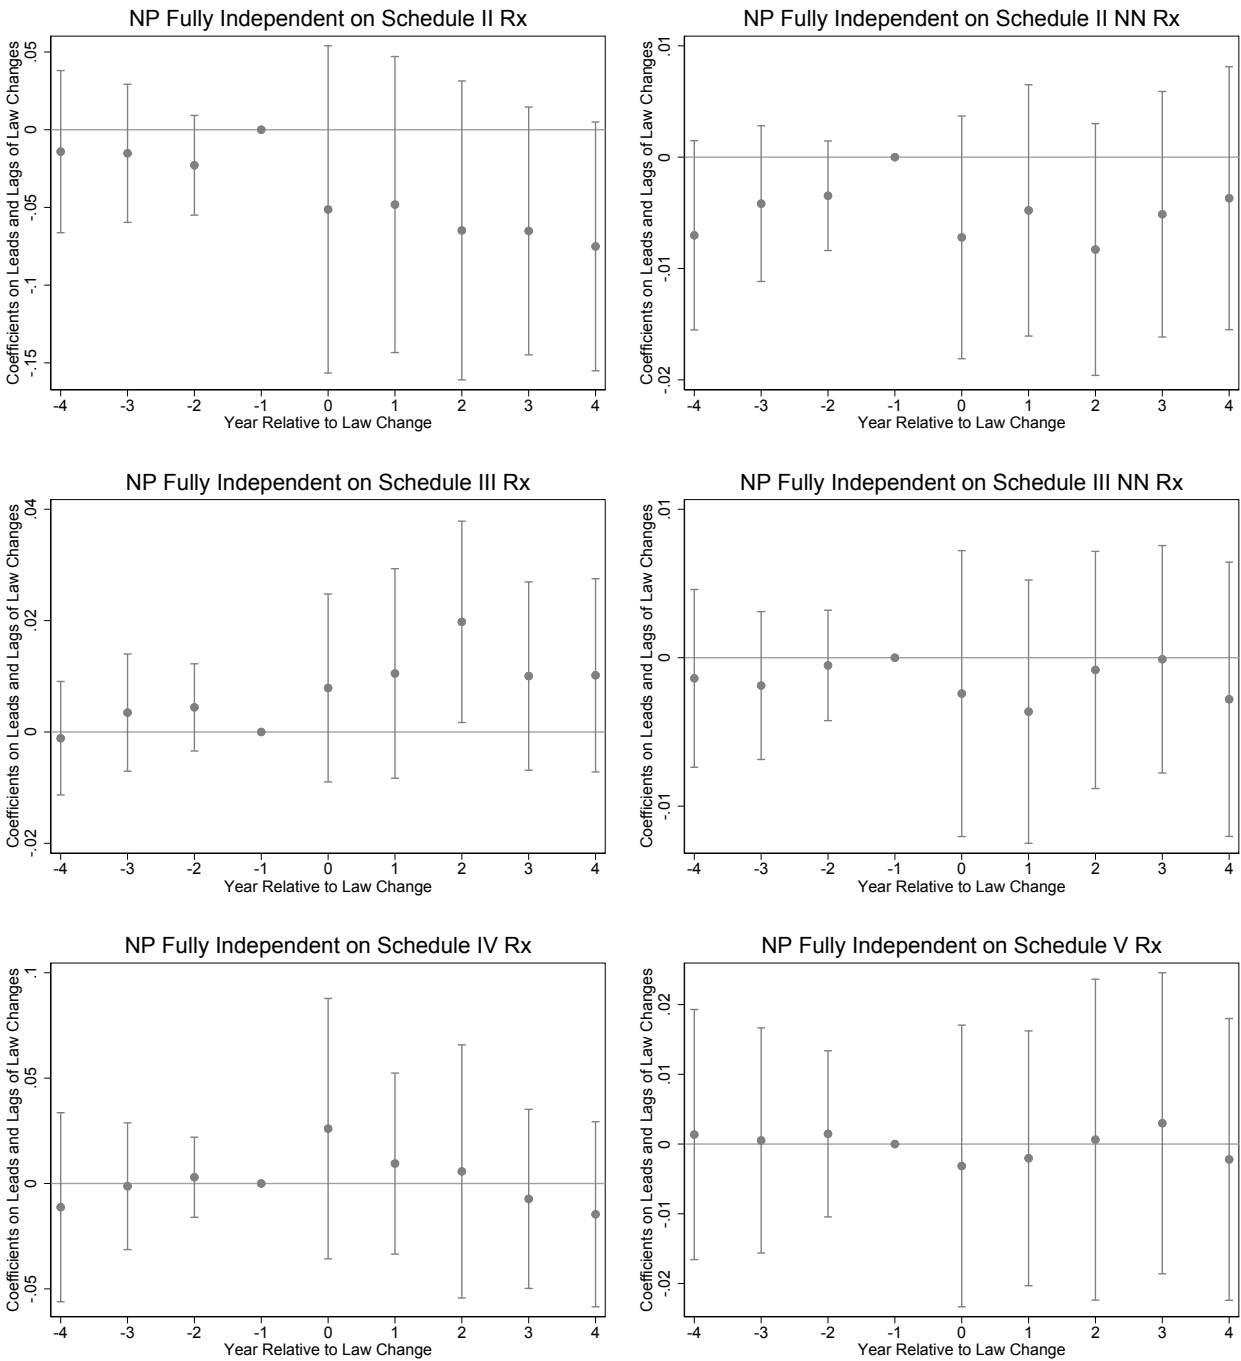 NP Fully Independent on Schedule II Rx
Coefficients on Leads and Lags of Law Changes
.05
0
-.05
-.1
-.15
-4 -3 -2 -1 0 1 2 3 4
Year Relative to Law Change
NP Fully Independent on Schedule II NN Rx
Coefficients on Leads and Lags of Law Changes
.01
0
-.01
-.02
-4 -3 -2 -1 0 1 2 3 4
Year Relative to Law Change
NP Fully Independent on Schedule III Rx
Coefficients on Leads and Lags of Law Changes
.04
.02
0
-.02
-4 -3 -2 -1 0 1 2 3 4
Year Relative to Law Change
NP Fully Independent on Schedule III NN Rx
Coefficients on Leads and Lags of Law Changes
.01
0
-.01
-4 -3 -2 -1 0 1 2 3 4
Year Relative to Law Change
NP Fully Independent on Schedule IV Rx
Coefficients on Leads and Lags of Law Changes
.1
.05
0
-.05
-4 -3 -2 -1 0 1 2 3 4
Year Relative to Law Change
NP Fully Independent on Schedule V Rx
Coefficients on Leads and Lags of Law Changes
.02
.01
0
-.01
-.02
-4 -3 -2 -1 0 1 2 3 4
Year Relative to Law Change